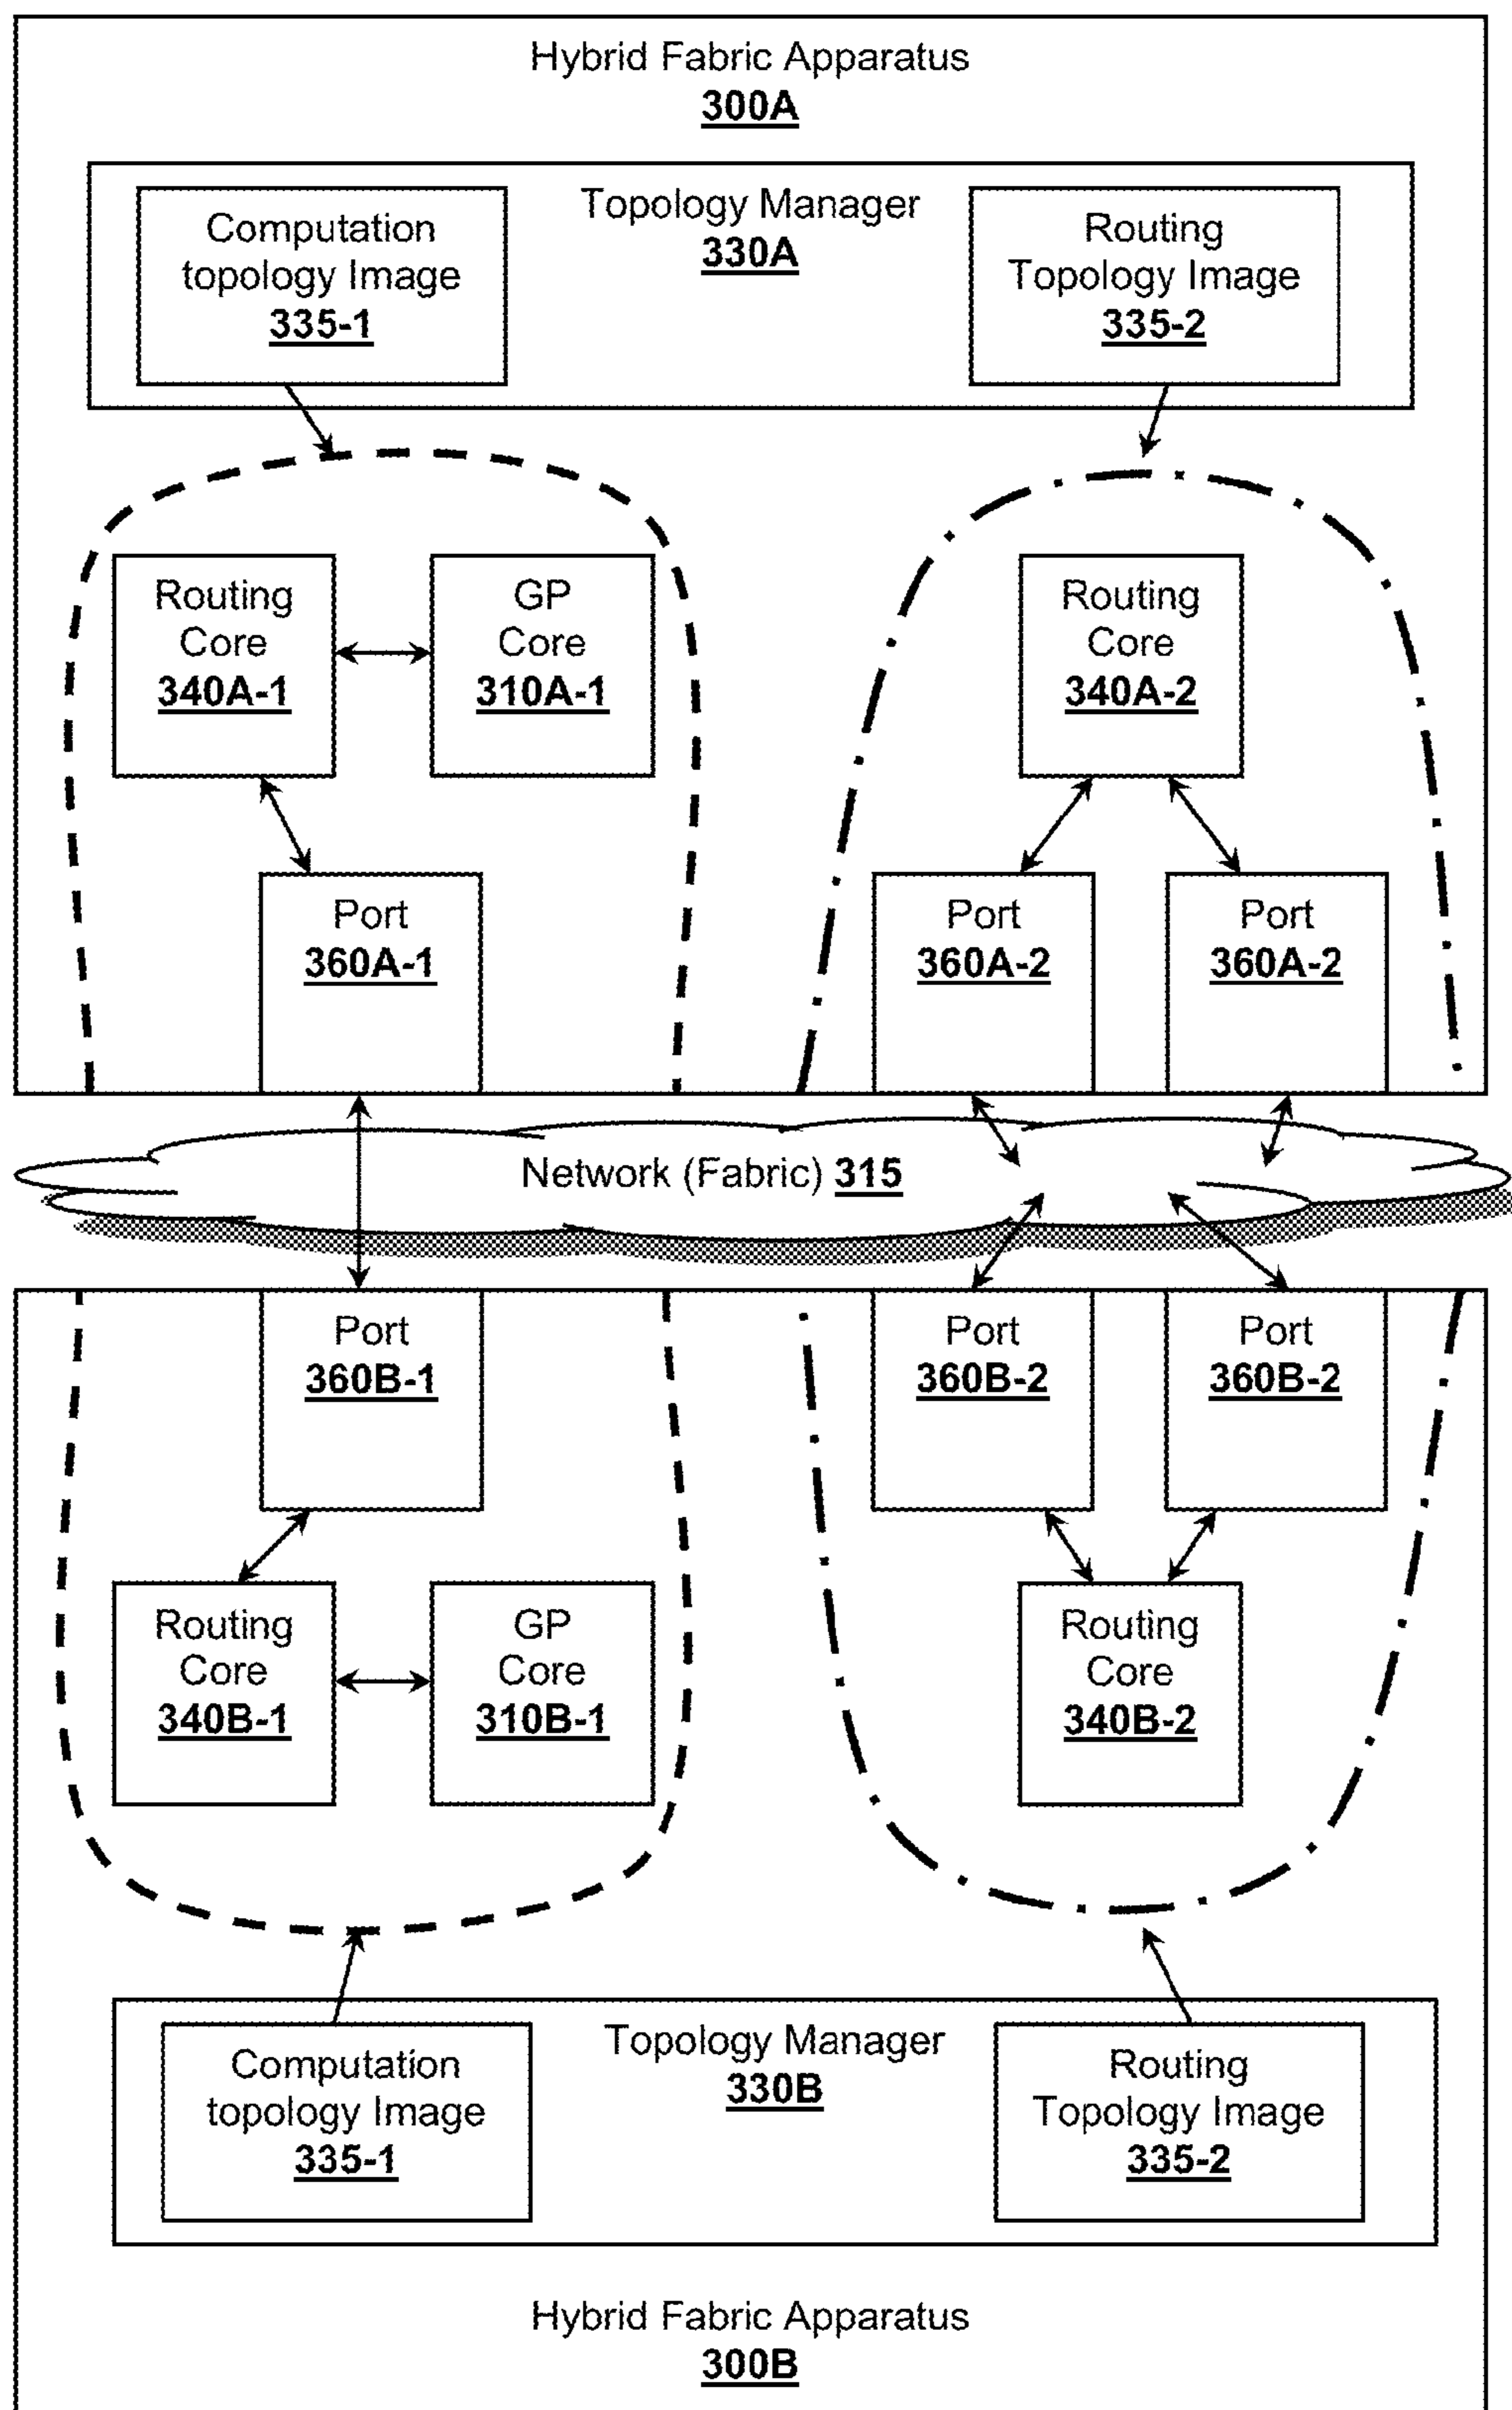 Hybrid Fabric Apparatus
300A
Computation
topology Image
335-1
Topology Manager
330A
Routing
Topology Image
335-2
Routing
Core
340A-1
GP
Core
310A-1
Routing
Core
340A-2
Port
360A-1
Port
360A-2
Port
360A-2
Network (Fabric) 315
Port
360B-1
Port
360B-2
Port
360B-2
Routing
Core
340B-1
GP
Core
310B-1
Routing
Core
340B-2
Computation
topology Image
335-1
Topology Manager
330B
Routing
Topology Image
335-2
Hybrid Fabric Apparatus
300B